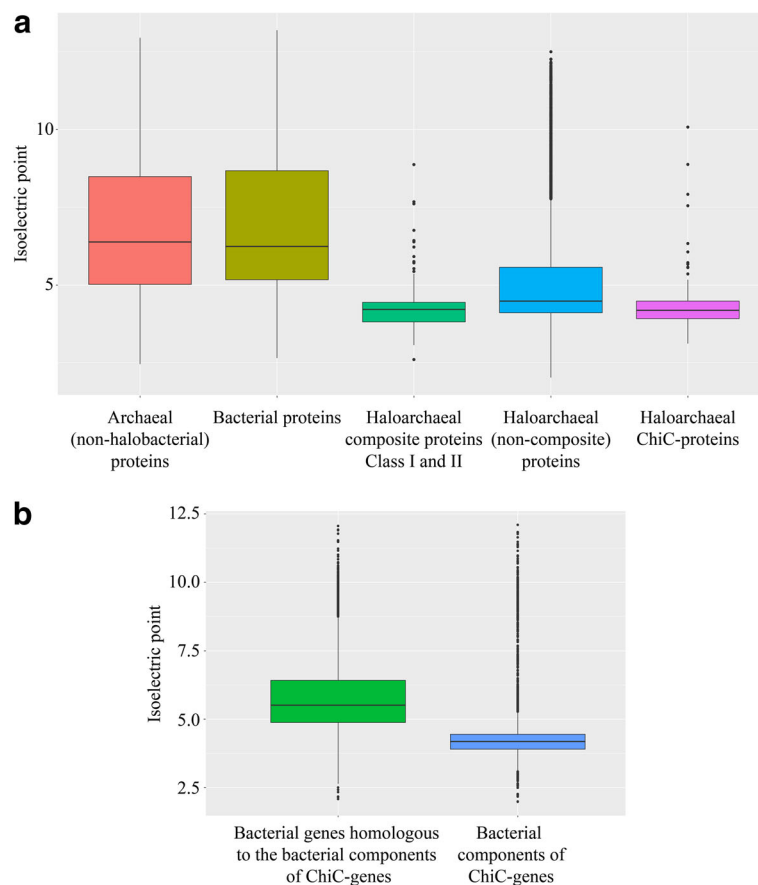 a
10
5
Isoelectric point
Archaeal
(non-halobacterial)
proteins
Bacterial proteins
Haloarchaeal
composite proteins
Class I and II
Haloarchaeal
(non-composite)
proteins
Haloarchaeal
ChiC-proteins
b
12.5
10.0
7.5
5.0
2.5
Isoelectric point
Bacterial genes homologous
to the bacterial components
of ChiC-genes
Bacterial
components of
ChiC-genes